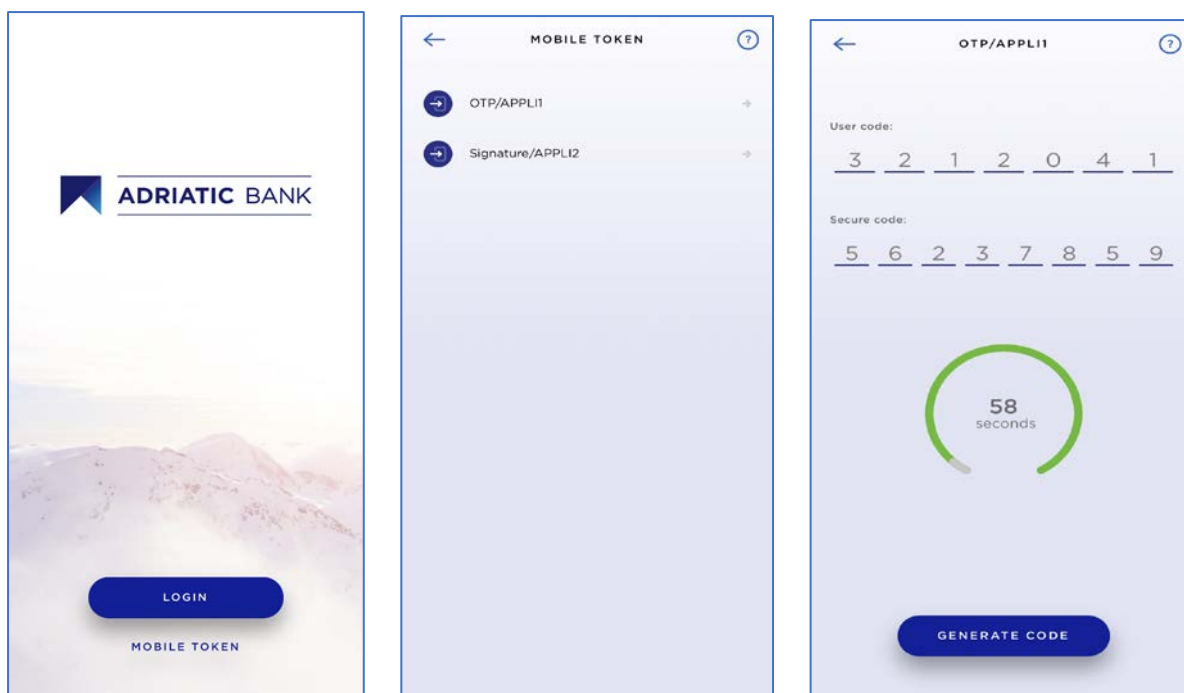 ADRIATIC BANK
LOGIN
MOBILE TOKEN
MOBILE TOKEN
?
OTP/APPLI1
Signature/APPLI2
OTP/APPLI1
?
User code:
3 2 1 2 0 4 1
Secure code:
5 6 2 3 7 8 5 9
58
seconds
GENERATE CODE